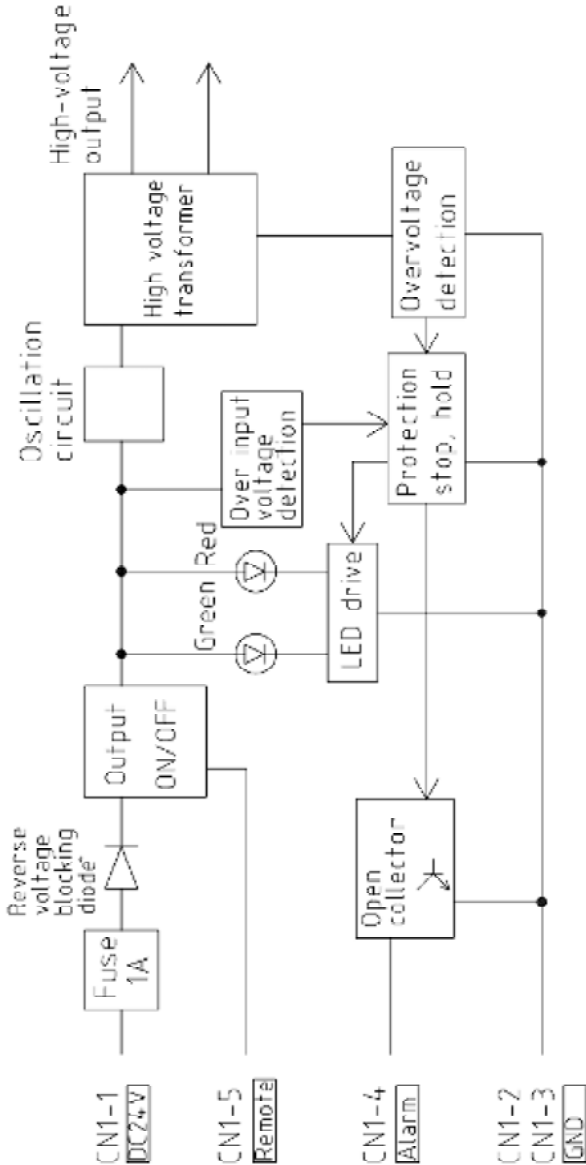 CN1-1
DC24V
Fuse
1A
Reverse
voltage
blocking
diode
Output
ON/OFF
Oscillation
circuit
High voltage
transformer
High-voltage
output
CN1-5
Remote
Green
Red
Over input
voltage
detection
LED drive
Protection
stop, hold
Overvoltage
detection
CN1-4
Alarm
Open
collector
CN1-2
CN1-3
GND